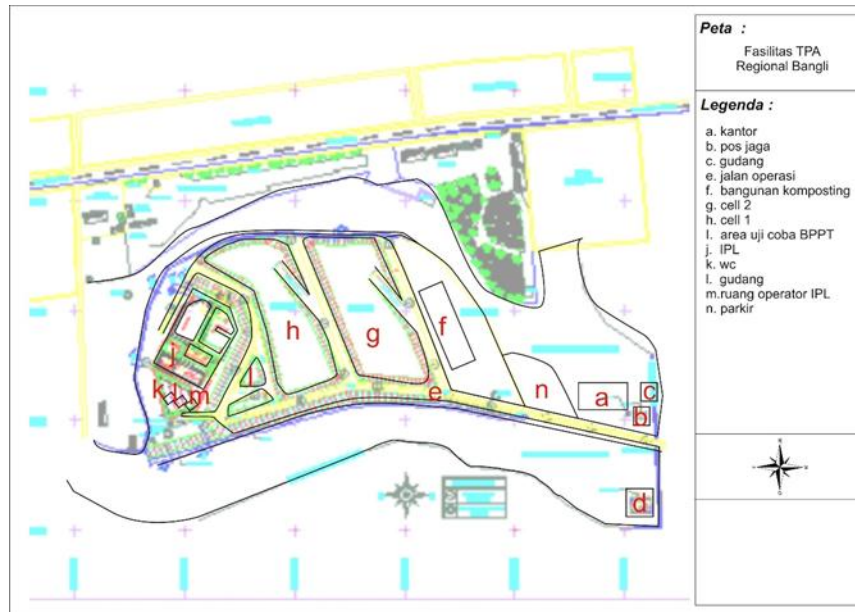 Peta :
Fasilitas TPA
Regional Bangli
Legenda :
a. kantor
b. pos jaga
c. gudang
e. jalan operasi
f. bangunan komposting
g. cell 2
h. cell 1
I. area uji coba BPPT
j. IPL
k. wc
l. gudang
m.ruang operator IPL
n. parkir
h
g
f
j
k
l
m
I
e
n
a
c
b
d